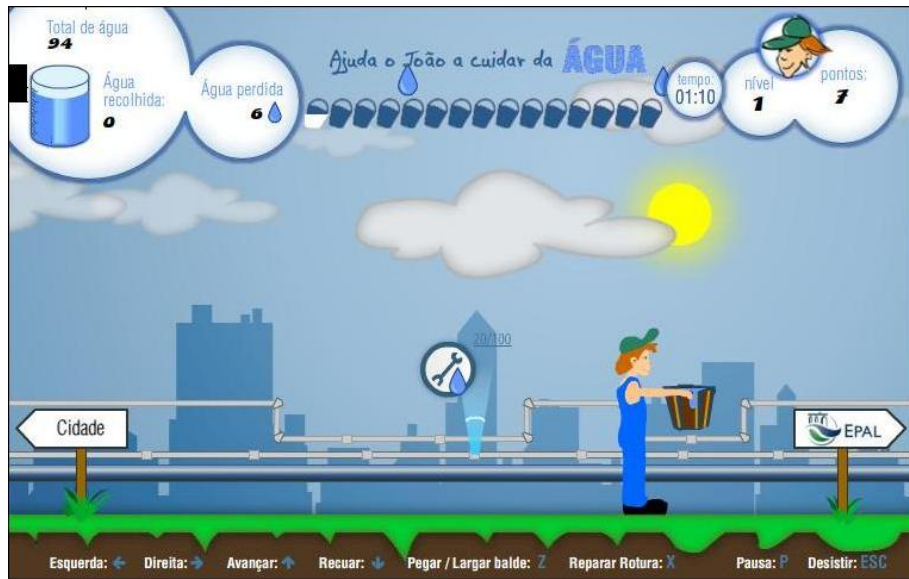 Total de água
94
Água
recolhida:
0
Água perdida
6
Ajuda o João a cuidar da ÁGUA
tempo:
01:10
nível
1
pontos:
7
20/100
Cidade
EPAL
Esquerda: ← Direita: → Avançar: ↑ Recuar: ↓ Pegar / Largar balde: Z Reparar Rotura: X Pausa: P Desistir: ESC